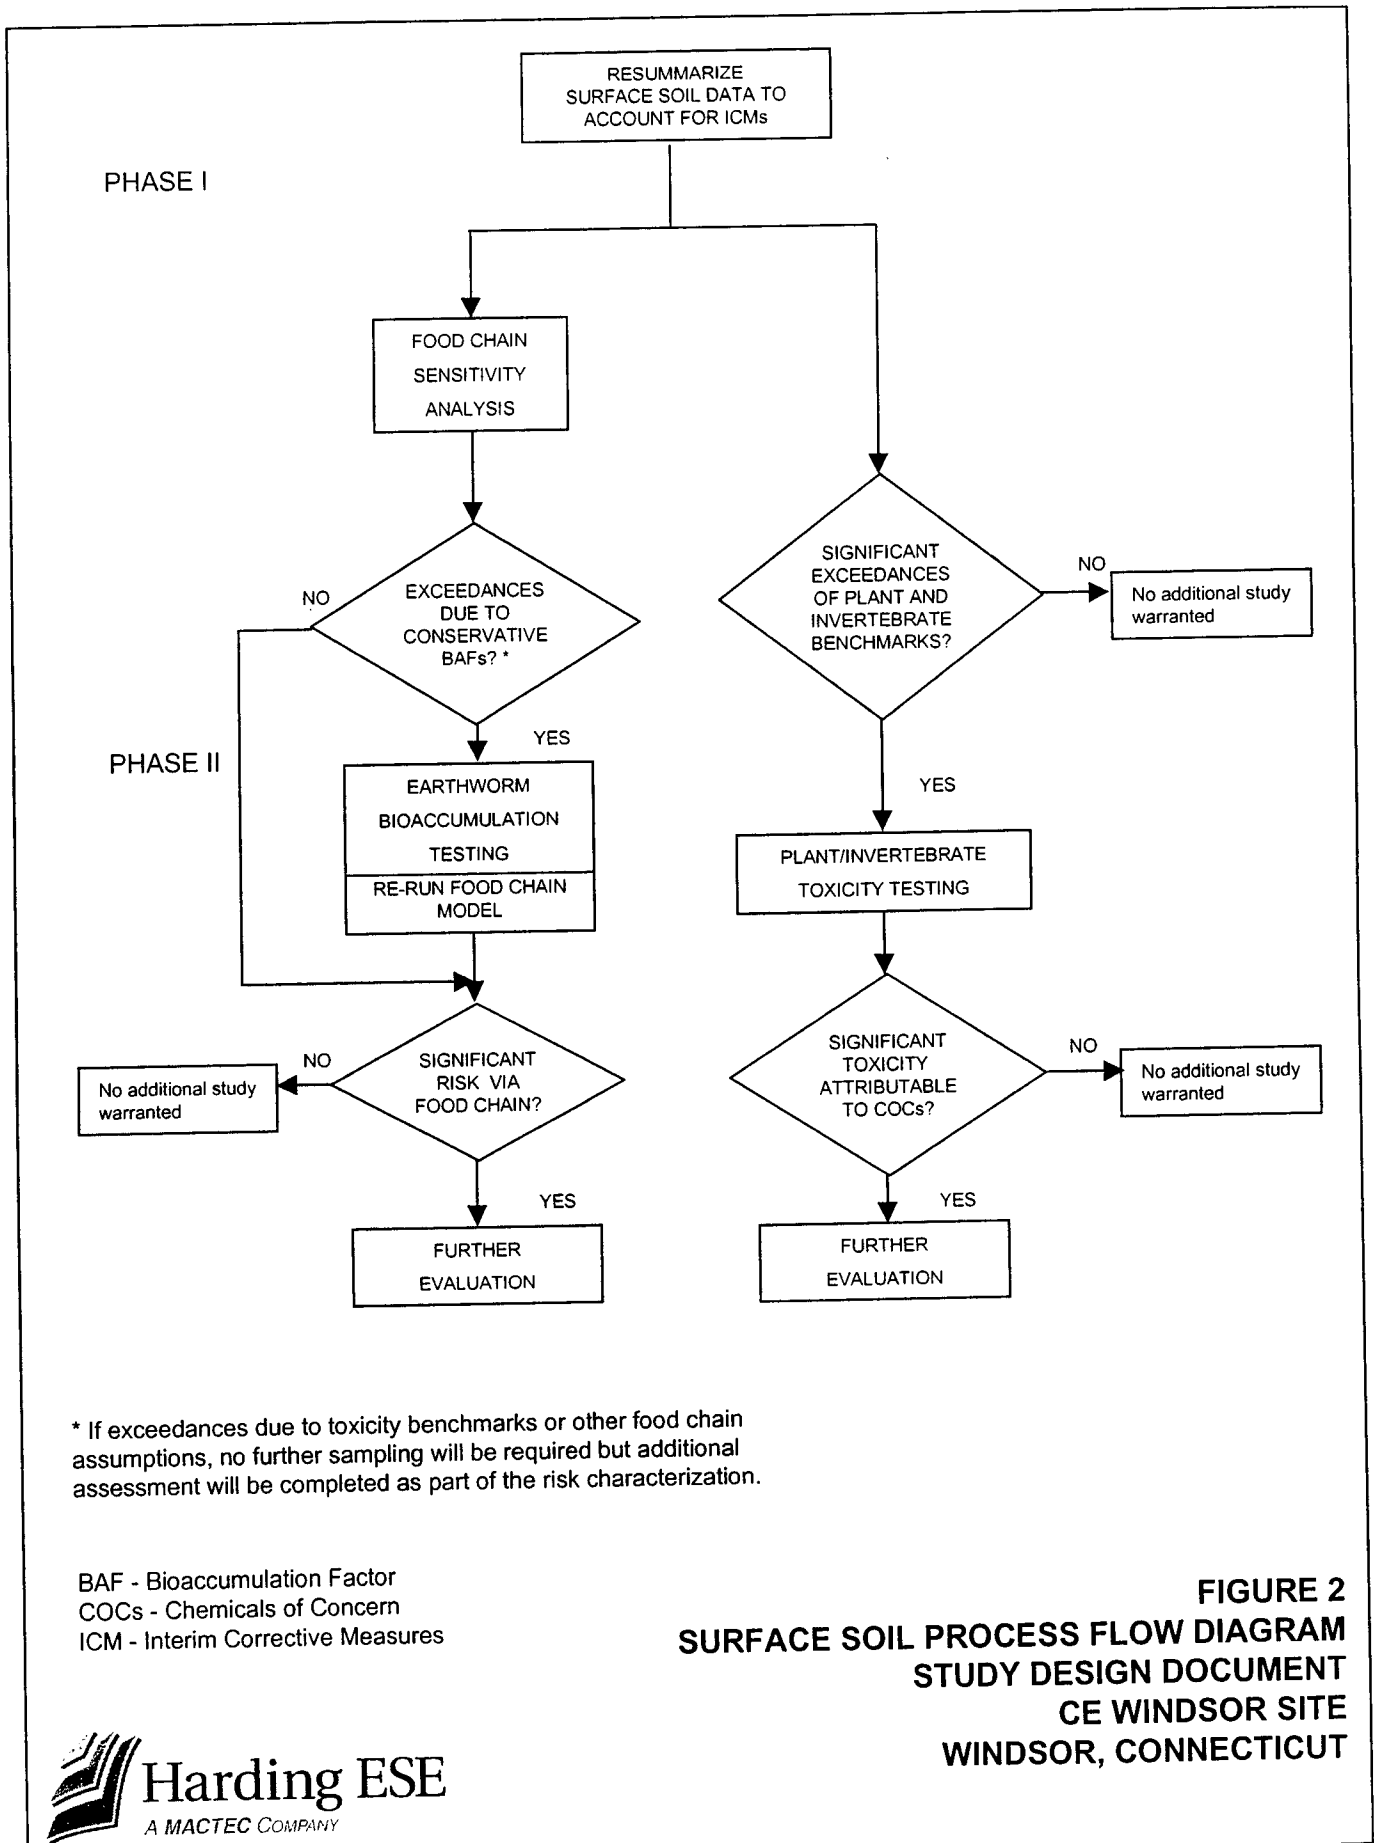 RESUMMARIZE
SURFACE SOIL DATA TO
ACCOUNT FOR ICMs
PHASE I
FOOD CHAIN
SENSITIVITY
ANALYSIS
NO
EXCEEDANCES
DUE TO
CONSERVATIVE
BAFs? *
SIGNIFICANT
EXCEEDANCES
OF PLANT AND
INVERTEBRATE
BENCHMARKS?
NO
No additional study
warranted
YES
PHASE II
EARTHWORM
BIOACCUMULATION
TESTING
RE-RUN FOOD CHAIN
MODEL
YES
PLANT/INVERTEBRATE
TOXICITY TESTING
NO
No additional study
warranted
SIGNIFICANT
RISK VIA
FOOD CHAIN?
SIGNIFICANT
TOXICITY
ATTRIBUTABLE
TO COCs?
NO
No additional study
warranted
YES
FURTHER
EVALUATION
YES
FURTHER
EVALUATION
* If exceedances due to toxicity benchmarks or other food chain
assumptions, no further sampling will be required but additional
assessment will be completed as part of the risk characterization.
BAF - Bioaccumulation Factor
COCs - Chemicals of Concern
ICM - Interim Corrective Measures
FIGURE 2
SURFACE SOIL PROCESS FLOW DIAGRAM
STUDY DESIGN DOCUMENT
CE WINDSOR SITE
WINDSOR, CONNECTICUT
Harding ESE
A MACTEC COMPANY